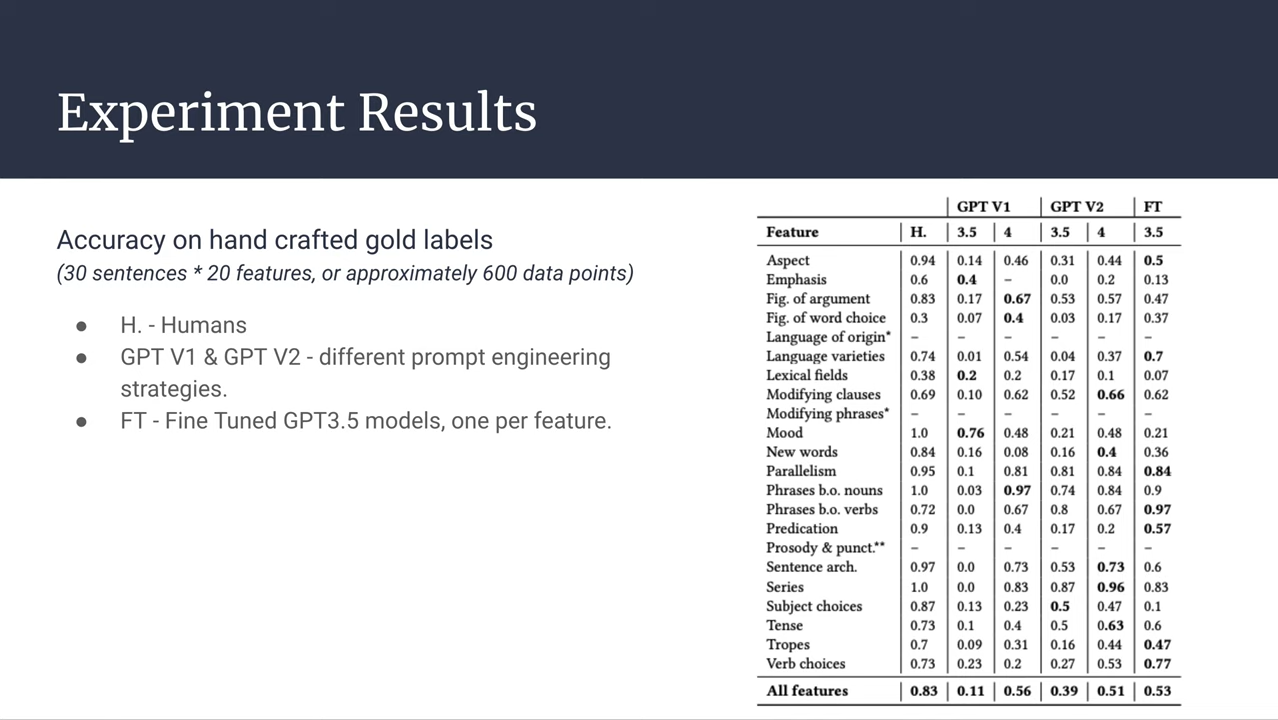 Experiment Results
Accuracy on hand crafted gold labels
(30 sentences * 20 features, or approximately 600 data points)
● H. - Humans
● GPT V1 & GPT V2 - different prompt engineering
strategies.
● FT - Fine Tuned GPT3.5 models, one per feature.
GPT V1 GPT V2 FT
Feature H. 3.5 4 3.5 4 3.5
Aspect 0.94 0.14 0.46 0.31 0.44 0.5
Emphasis 0.6 0.4 – 0.0 0.2 0.13
Fig. of argument 0.83 0.17 0.67 0.53 0.57 0.47
Fig. of word choice 0.3 0.07 0.4 0.03 0.17 0.37
Language of origin* – – – – – –
Language varieties 0.74 0.01 0.54 0.04 0.37 0.7
Lexical fields 0.38 0.2 0.2 0.17 0.1 0.07
Modifying clauses 0.69 0.10 0.62 0.52 0.66 0.62
Modifying phrases* – – – – – –
Mood 1.0 0.76 0.48 0.21 0.48 0.21
New words 0.84 0.16 0.08 0.16 0.4 0.36
Parallelism 0.95 0.1 0.81 0.81 0.84 0.84
Phrases b.o. nouns 1.0 0.03 0.97 0.74 0.84 0.9
Phrases b.o. verbs 0.72 0.0 0.67 0.8 0.67 0.97
Predication 0.9 0.13 0.4 0.17 0.2 0.57
Prosody & punct.** – – – – – –
Sentence arch. 0.97 0.0 0.73 0.53 0.73 0.6
Series 1.0 0.0 0.83 0.87 0.96 0.83
Subject choices 0.87 0.13 0.23 0.5 0.47 0.1
Tense 0.73 0.1 0.4 0.5 0.63 0.6
Tropes 0.7 0.09 0.31 0.16 0.44 0.47
Verb choices 0.73 0.23 0.2 0.27 0.53 0.77
All features 0.83 0.11 0.56 0.39 0.51 0.53